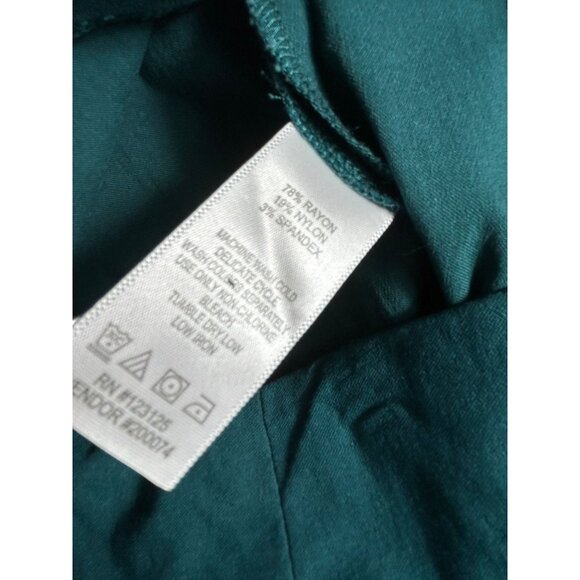 78% RAYON
19% NYLON
3% SPANDEX
MACHINE WASH COLD
DELICATE CYCLE
WASH COLORS SEPARATELY
USE ONLY NON-CHLORINE
BLEACH
TUMBLE DRY LOW
LOW IRON
RN #123125
ENDOR #200074